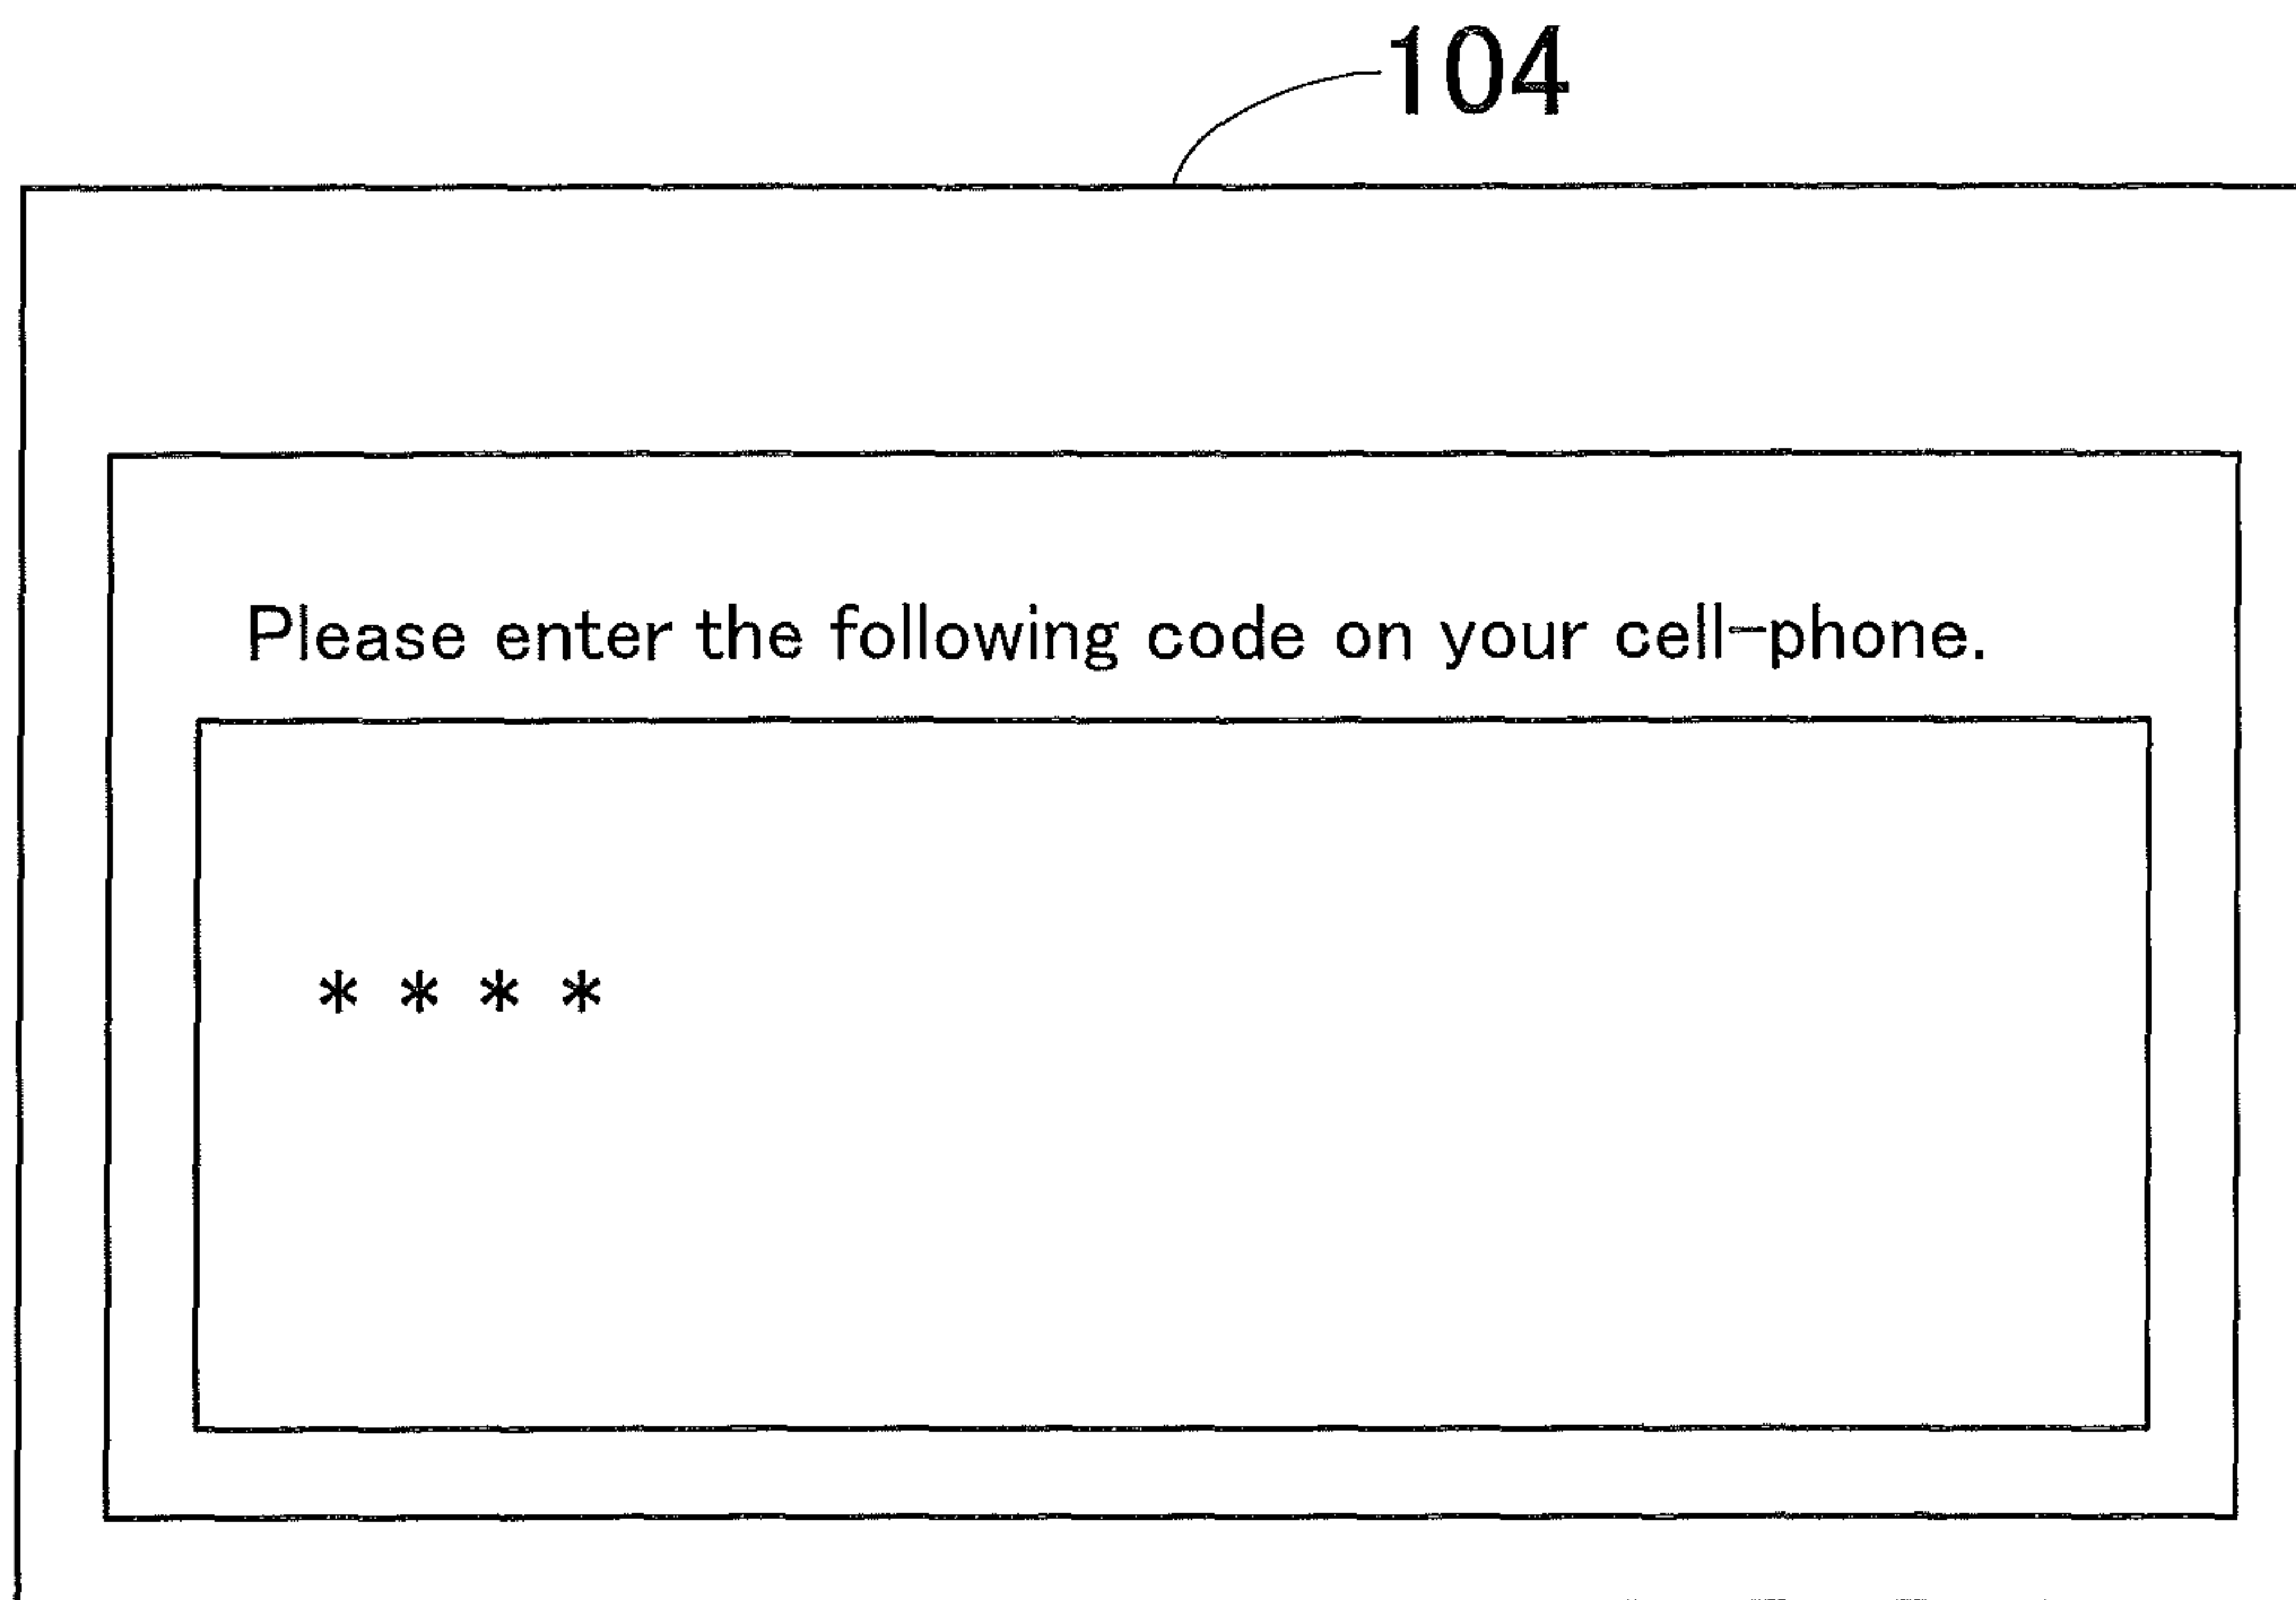 104
Please enter the following code on your cell-phone.
* * * *